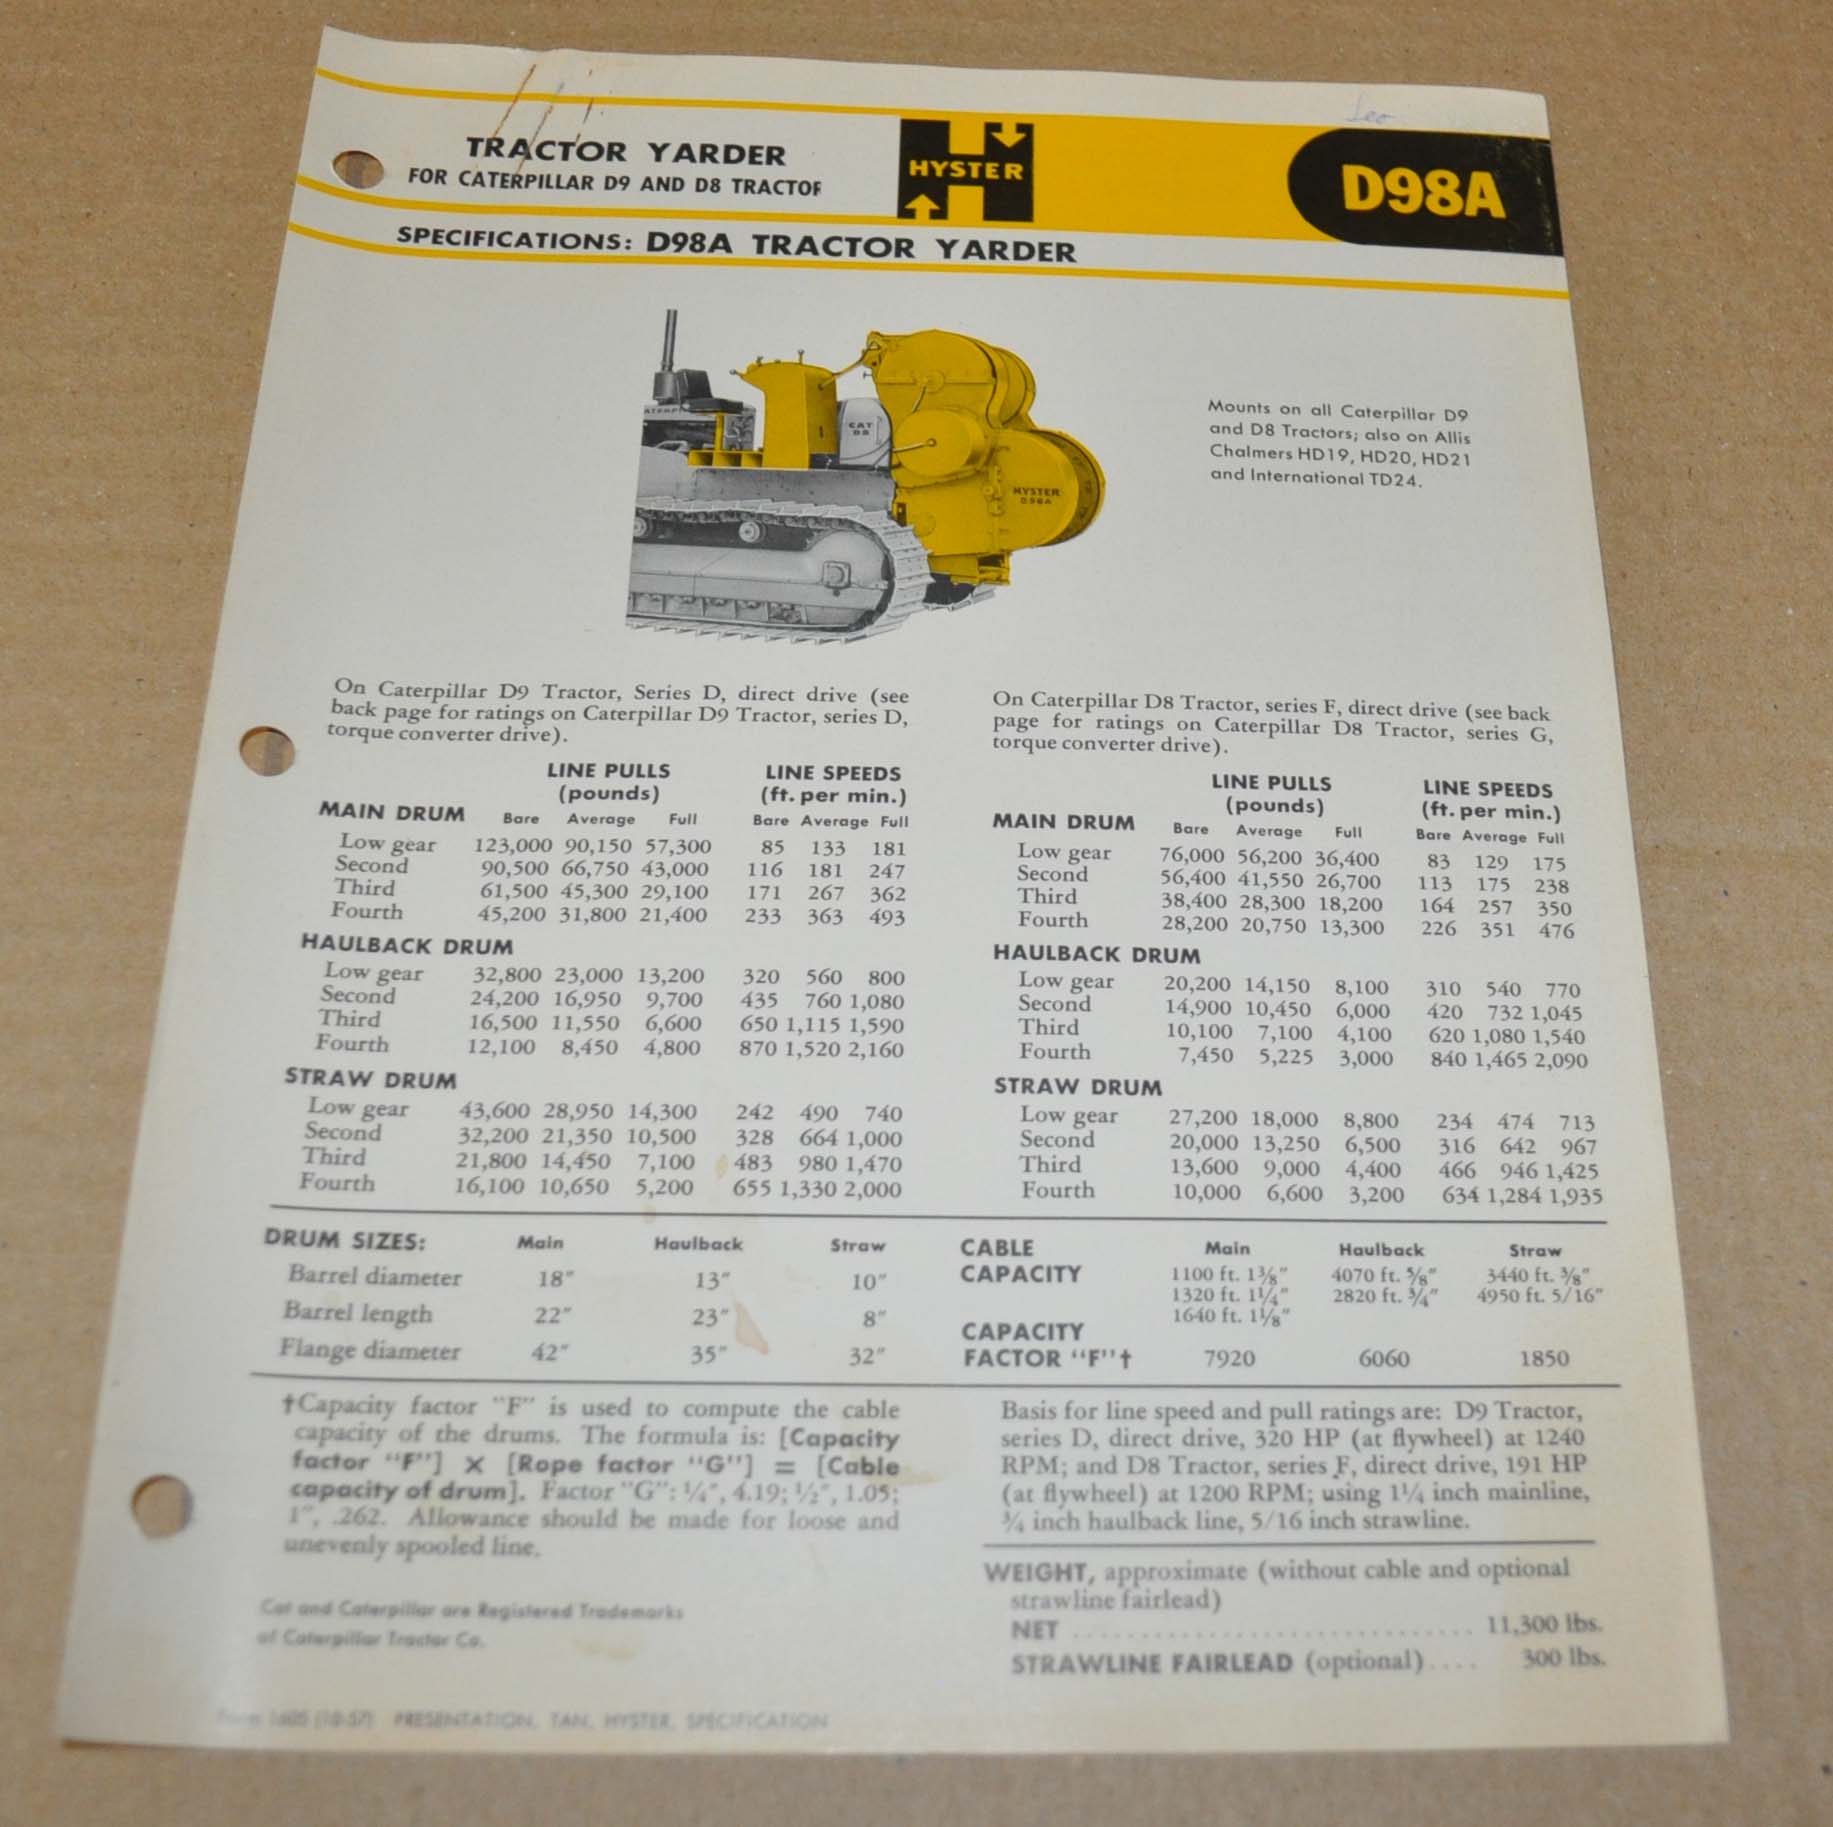 Leo
TRACTOR YARDER
FOR CATERPILLAR D9 AND D8 TRACTOR
HYSTER
D98A
SPECIFICATIONS: D98A TRACTOR YARDER
CAT
D8
HYSTER
D98A
Mounts on all Caterpillar D9
and D8 Tractors; also on Allis
Chalmers HD19, HD20, HD21
and International TD24.
On Caterpillar D9 Tractor, Series D, direct drive (see
back page for ratings on Caterpillar D9 Tractor, series D,
torque converter drive).
LINE PULLS LINE SPEEDS
(pounds) (ft. per min.)
MAIN DRUM Bare Average Full Bare Average Full
Low gear 123,000 90,150 57,300 85 133 181
Second 90,500 66,750 43,000 116 181 247
Third 61,500 45,300 29,100 171 267 362
Fourth 45,200 31,800 21,400 233 363 493
HAULBACK DRUM
Low gear 32,800 23,000 13,200 320 560 800
Second 24,200 16,950 9,700 435 760 1,080
Third 16,500 11,550 6,600 650 1,115 1,590
Fourth 12,100 8,450 4,800 870 1,520 2,160
STRAW DRUM
Low gear 43,600 28,950 14,300 242 490 740
Second 32,200 21,350 10,500 328 664 1,000
Third 21,800 14,450 7,100 483 980 1,470
Fourth 16,100 10,650 5,200 655 1,330 2,000
On Caterpillar D8 Tractor, series F, direct drive (see back
page for ratings on Caterpillar D8 Tractor, series G,
torque converter drive).
LINE PULLS LINE SPEEDS
(pounds) (ft. per min.)
MAIN DRUM Bare Average Full Bare Average Full
Low gear 76,000 56,200 36,400 83 129 175
Second 56,400 41,550 26,700 113 175 238
Third 38,400 28,300 18,200 164 257 350
Fourth 28,200 20,750 13,300 226 351 476
HAULBACK DRUM
Low gear 20,200 14,150 8,100 310 540 770
Second 14,900 10,450 6,000 420 732 1,045
Third 10,100 7,100 4,100 620 1,080 1,540
Fourth 7,450 5,225 3,000 840 1,465 2,090
STRAW DRUM
Low gear 27,200 18,000 8,800 234 474 713
Second 20,000 13,250 6,500 316 642 967
Third 13,600 9,000 4,400 466 946 1,425
Fourth 10,000 6,600 3,200 634 1,284 1,935
DRUM SIZES: Main Haulback Straw
Barrel diameter 18" 13" 10"
Barrel length 22" 23" 8"
Flange diameter 42" 35" 32"
CABLE Main Haulback Straw
CAPACITY 1100 ft. 1⅜" 4070 ft. ⅝" 3440 ft. ⅜"
1320 ft. 1¼" 2820 ft. ¾" 4950 ft. 5/16"
1640 ft. 1⅛"
CAPACITY
FACTOR "F"† 7920 6060 1850
†Capacity factor "F" is used to compute the cable
capacity of the drums. The formula is: [Capacity
factor "F"] X [Rope factor "G"] = [Cable
capacity of drum]. Factor "G": ¼", 4.19; ½", 1.05;
1", .262. Allowance should be made for loose and
unevenly spooled line.
Cat and Caterpillar are Registered Trademarks
of Caterpillar Tractor Co.
Basis for line speed and pull ratings are: D9 Tractor,
series D, direct drive, 320 HP (at flywheel) at 1240
RPM; and D8 Tractor, series F, direct drive, 191 HP
(at flywheel) at 1200 RPM; using 1¼ inch mainline,
¾ inch haulback line, 5/16 inch strawline.
WEIGHT, approximate (without cable and optional
strawline fairlead)
NET .............................. 11,300 lbs.
STRAWLINE FAIRLEAD (optional).... 300 lbs.
Form 1605 (10-57) PRESENTATION, TAN, HYSTER, SPECIFICATION